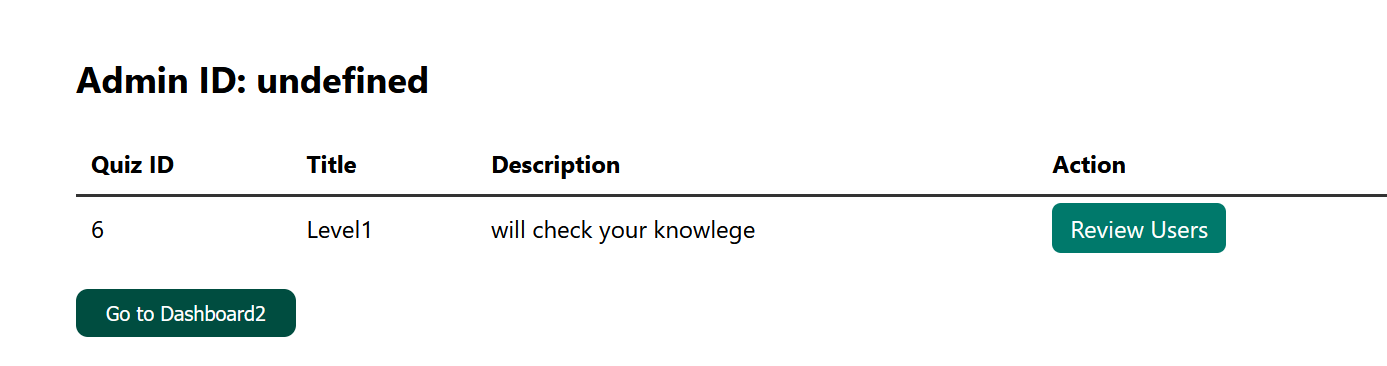 Admin ID: undefined
Quiz ID Title Description Action
6 Level1 will check your knowlege Review Users
Go to Dashboard2